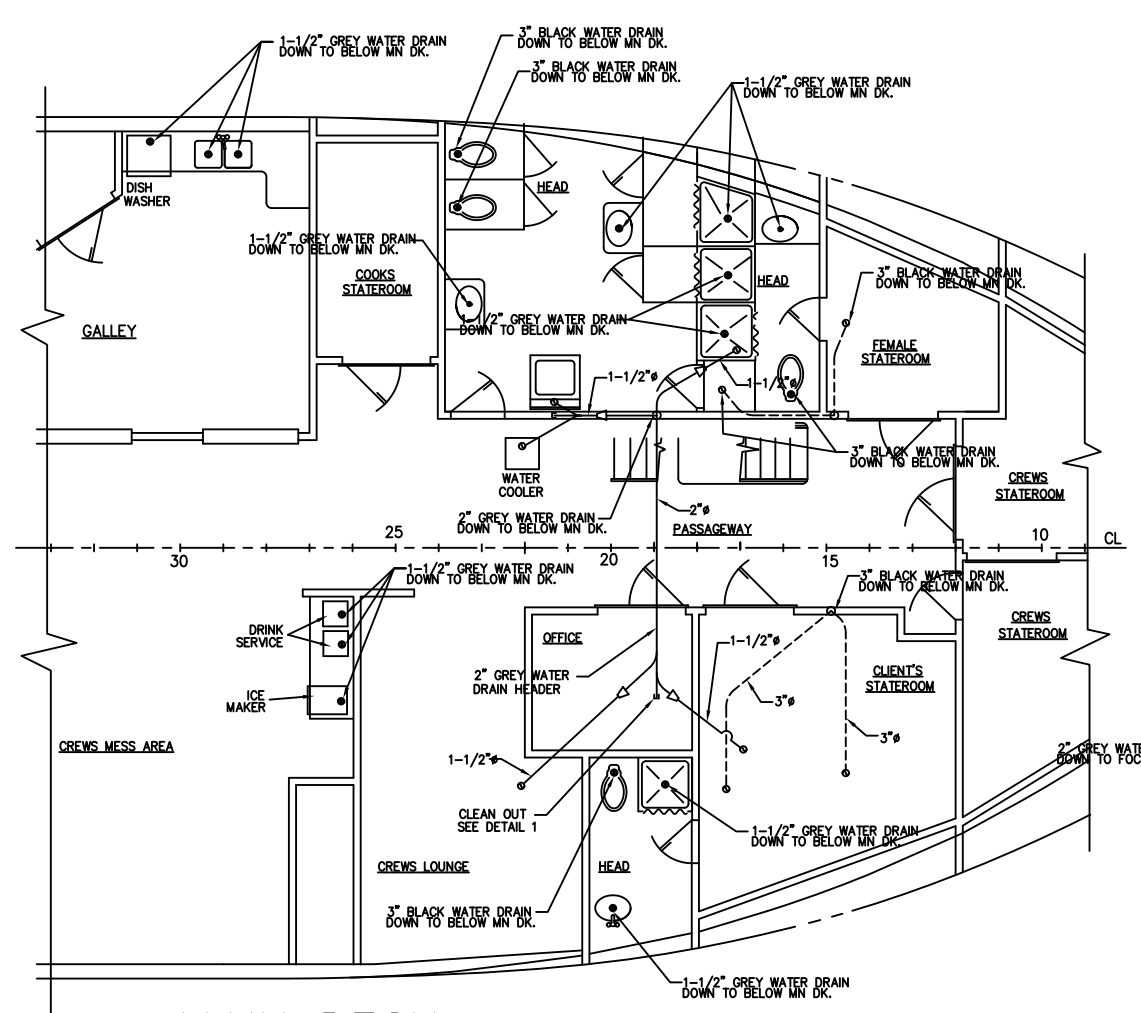 1-1/2" GREY WATER DRAIN
DOWN TO BELOW MN DK.
3" BLACK WATER DRAIN
DOWN TO BELOW MN DK.
3" BLACK WATER DRAIN
DOWN TO BELOW MN DK.
1-1/2" GREY WATER DRAIN
DOWN TO BELOW MN DK.
DISH
WASHER
HEAD
1-1/2" GREY WATER DRAIN
DOWN TO BELOW MN DK.
COOKS
STATEROOM
HEAD
3" BLACK WATER DRAIN
DOWN TO BELOW MN DK.
GALLEY
1-1/2" GREY WATER DRAIN
DOWN TO BELOW MN DK.
FEMALE
STATEROOM
1-1/2"ø
1-1/2"ø
3" BLACK WATER DRAIN
DOWN TO BELOW MN DK.
WATER
COOLER
CREWS
STATEROOM
2" GREY WATER DRAIN
DOWN TO BELOW MN DK.
2"ø
PASSAGEWAY
25
10
CL
30
20
15
1-1/2" GREY WATER DRAIN
DOWN TO BELOW MN DK.
3" BLACK WATER DRAIN
DOWN TO BELOW MN DK.
DRINK
SERVICE
OFFICE
1-1/2"ø
CREWS
STATEROOM
2" GREY WATER
DRAIN HEADER
CLIENT'S
STATEROOM
ICE
MAKER
3"ø
3"ø
CREWS MESS AREA
2" GREY WATE
DOWN TO FOC
1-1/2"ø
CLEAN OUT
SEE DETAIL 1
1-1/2" GREY WATER DRAIN
DOWN TO BELOW MN DK.
CREWS LOUNGE
HEAD
3" BLACK WATER DRAIN
DOWN TO BELOW MN DK.
1-1/2" GREY WATER DRAIN
DOWN TO BELOW MN DK.